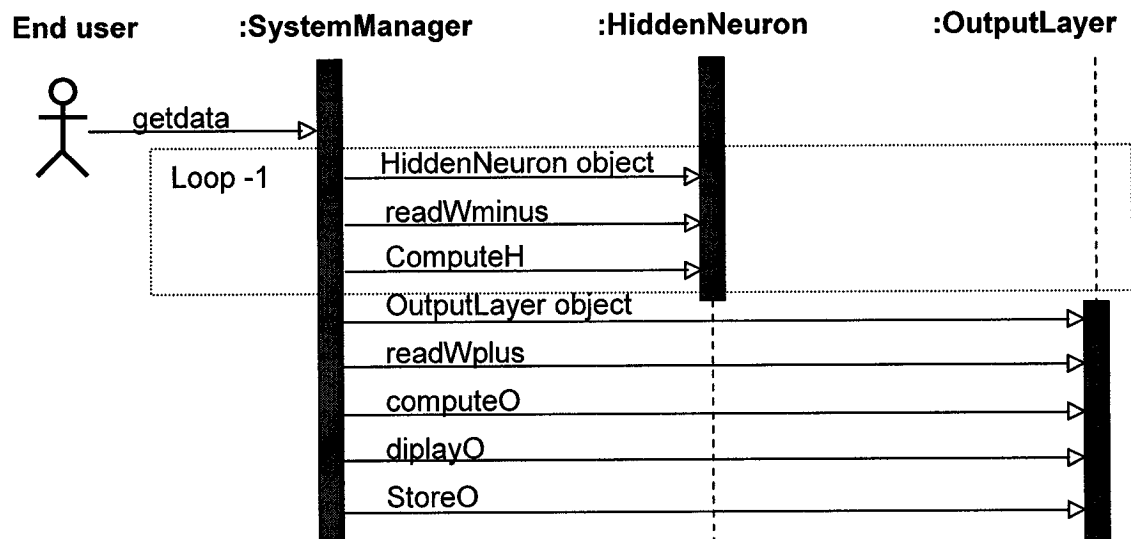 End user :SystemManager :HiddenNeuron :OutputLayer
getdata
Loop -1
HiddenNeuron object
readWminus
ComputeH
OutputLayer object
readWplus
computeO
diplayO
StoreO